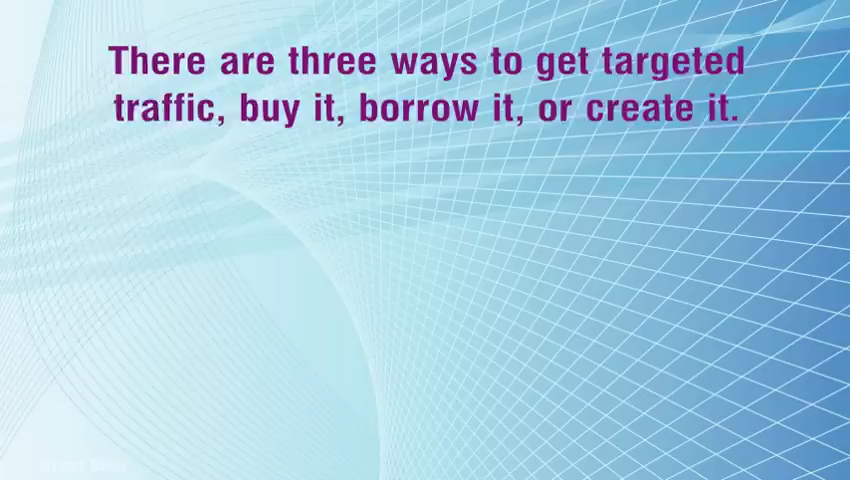 There are three ways to get targeted
traffic, buy it, borrow it, or create it.